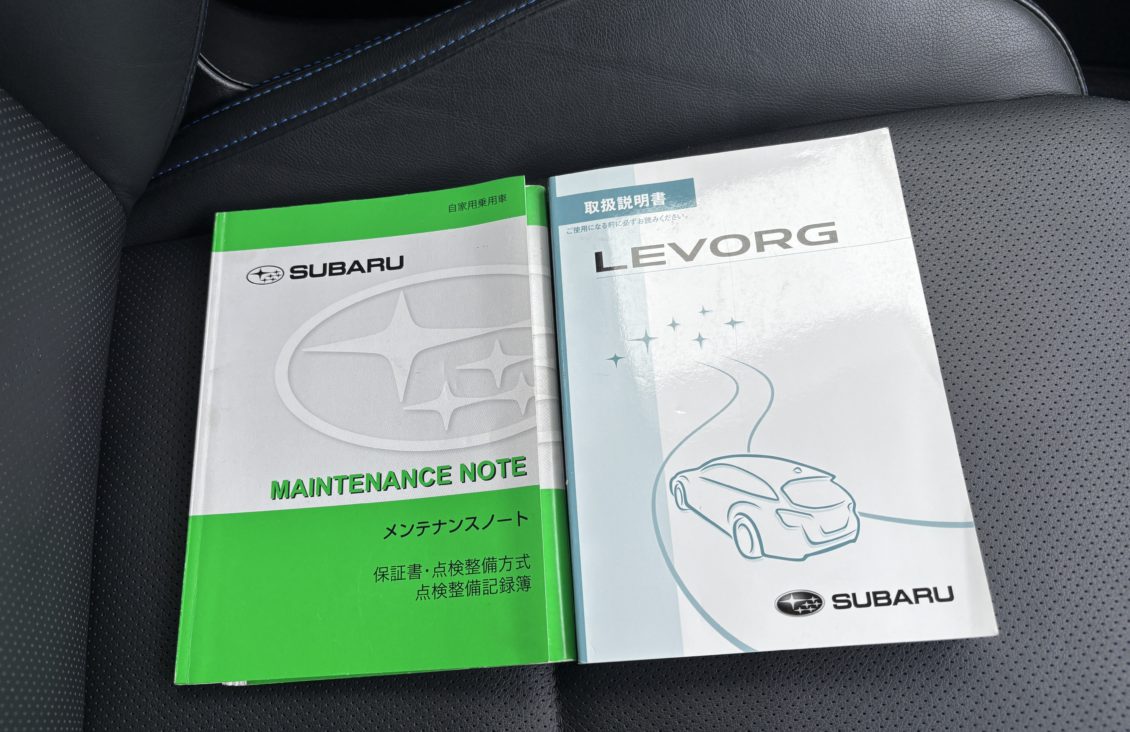 自家用乗用車
SUBARU
MAINTENANCE NOTE
メンテナンスノート
保証書・点検整備方式
点検整備記録簿
取扱説明書
ご使用になる前に必ずお読みください。
LEVORG
SUBARU